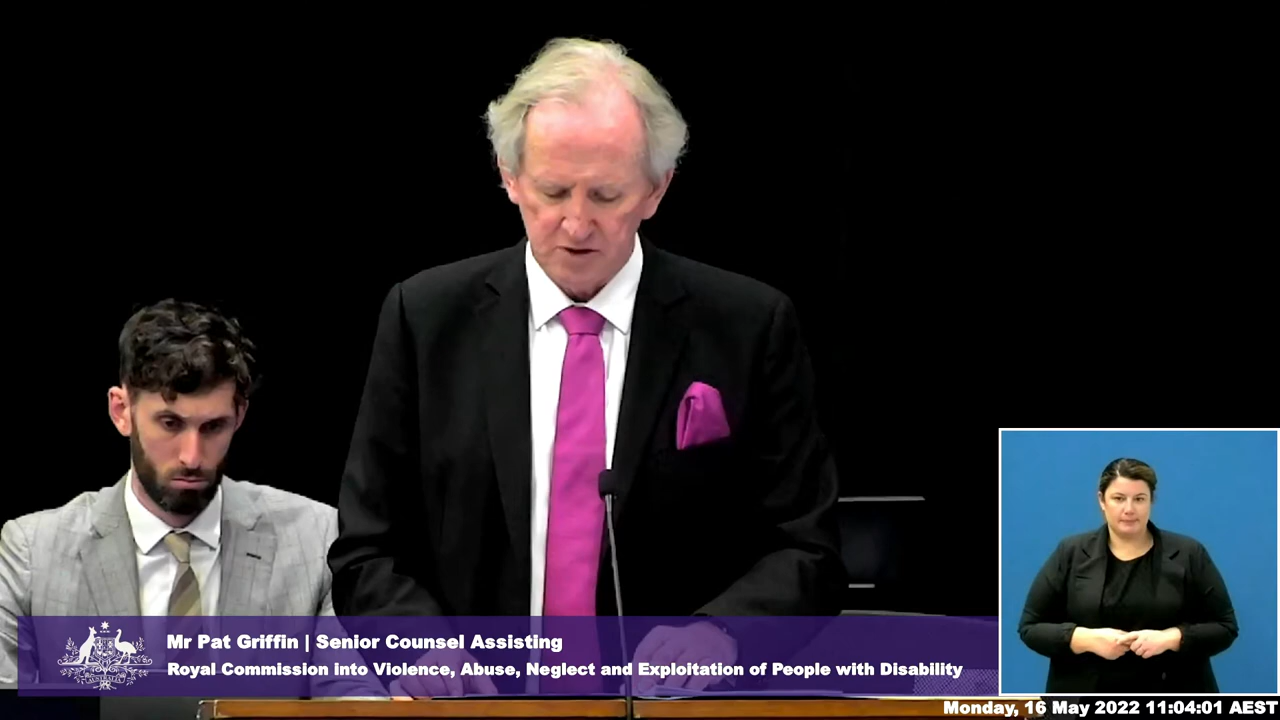 Mr Pat Griffin | Senior Counsel Assisting
Royal Commission into Violence, Abuse, Neglect and Exploitation of People with Disability
AUSTRALIA
Monday, 16 May 2022 11:04:01 AEST